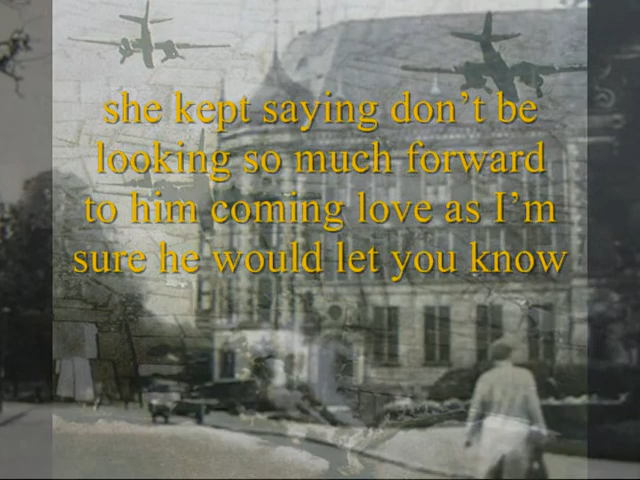 she kept saying don’t be
looking so much forward
to him coming love as I’m
sure he would let you know